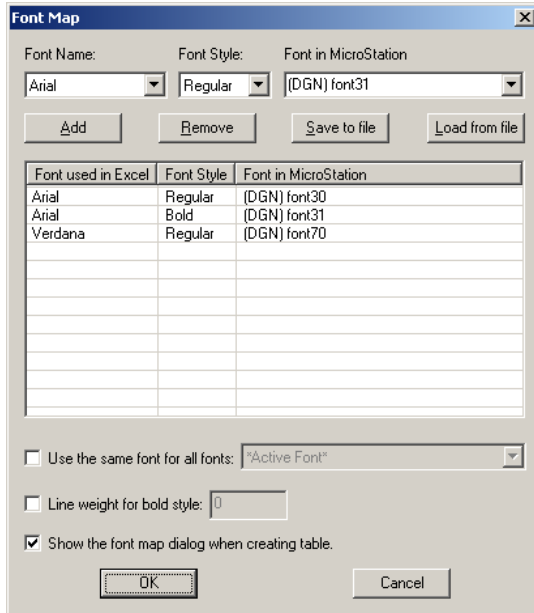 Font Map
Font Name: Font Style: Font in MicroStation
Arial Regular (DGN) font31
Add Remove Save to file Load from file
Font used in Excel Font Style Font in MicroStation
Arial Regular (DGN) font30
Arial Bold (DGN) font31
Verdana Regular (DGN) font70
Use the same font for all fonts: *Active Font*
Line weight for bold style: 0
Show the font map dialog when creating table.
OK Cancel